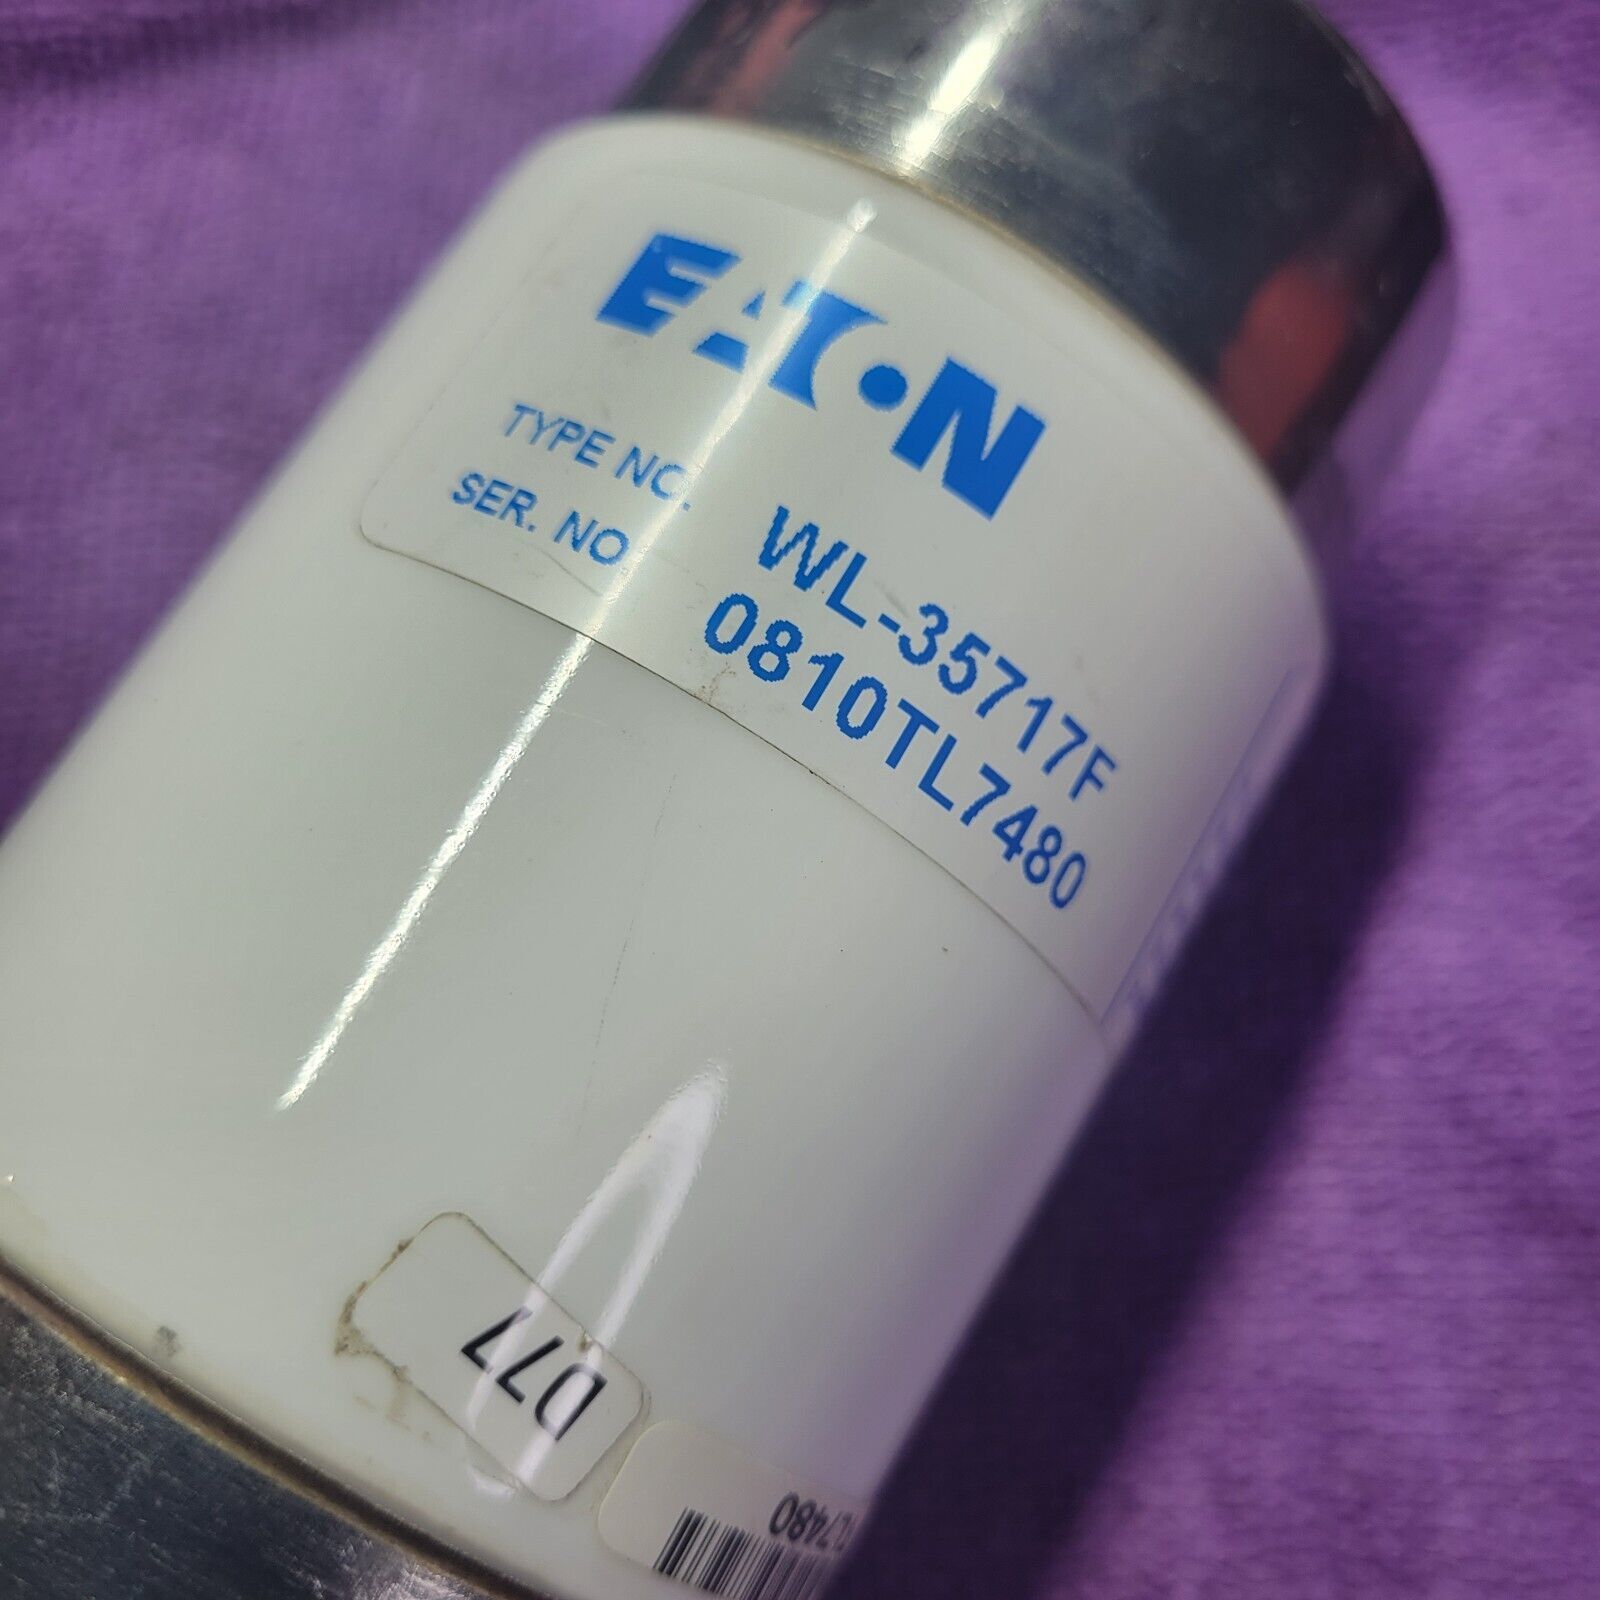 EATON
TYPE NO. WL-35717F
SER. NO. 0810TL7480
D77
7480